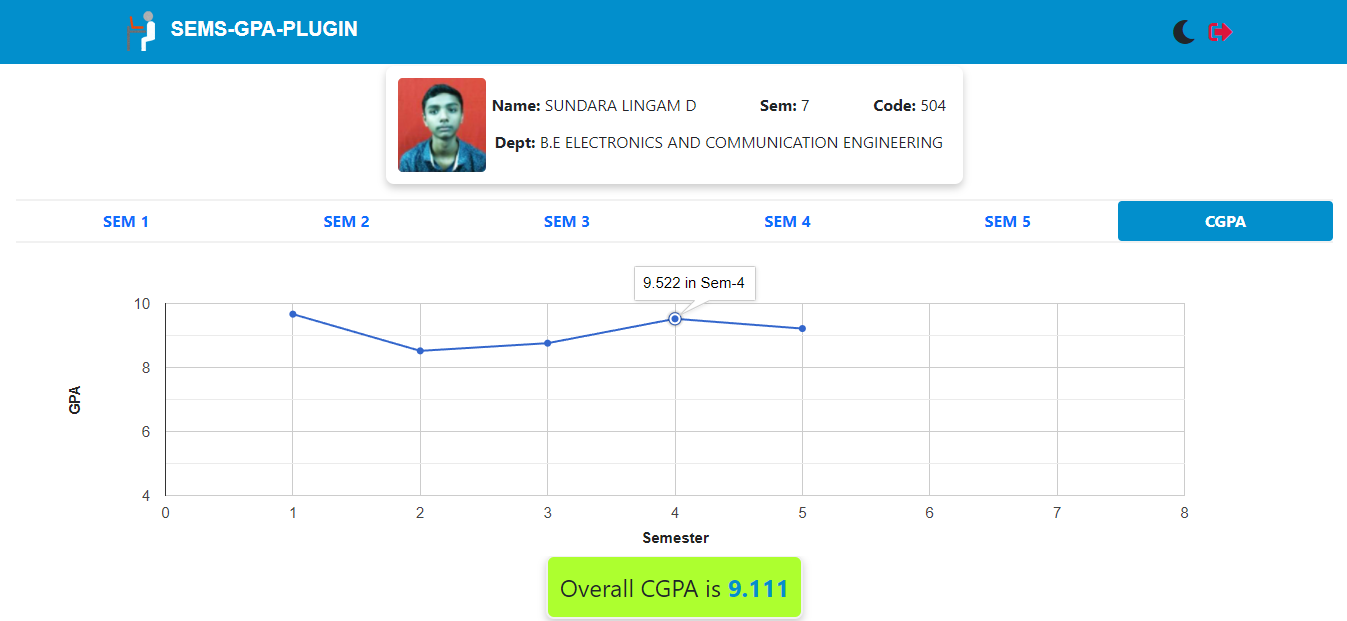 SEMS-GPA-PLUGIN
Name: SUNDARA LINGAM D Sem: 7 Code: 504
Dept: B.E ELECTRONICS AND COMMUNICATION ENGINEERING
SEM 1 SEM 2 SEM 3 SEM 4 SEM 5 CGPA
9.522 in Sem-4
10
8
6
4
GPA
0 1 2 3 4 5 6 7 8
Semester
Overall CGPA is 9.111